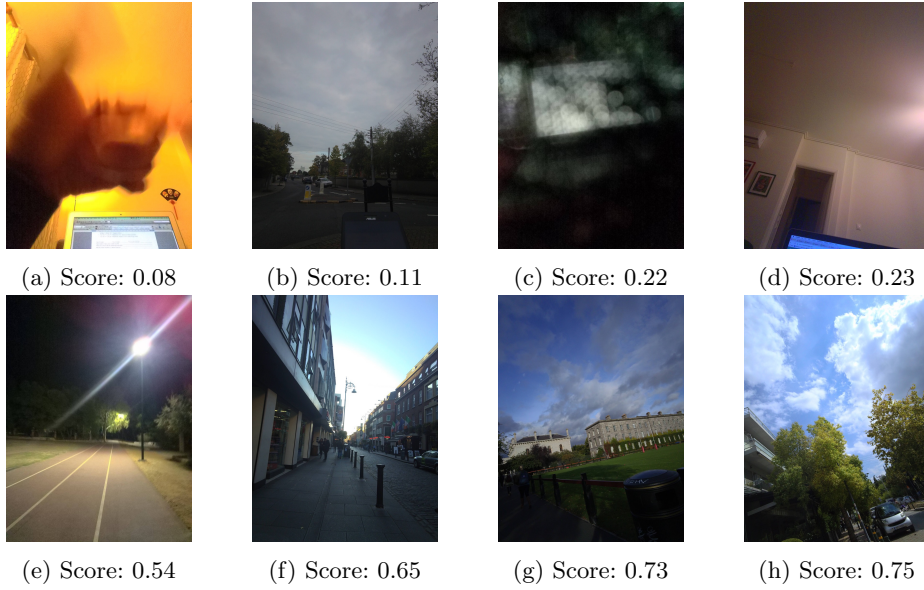 (a) Score: 0.08
(b) Score: 0.11
(c) Score: 0.22
(d) Score: 0.23
(e) Score: 0.54
(f) Score: 0.65
(g) Score: 0.73
(h) Score: 0.75